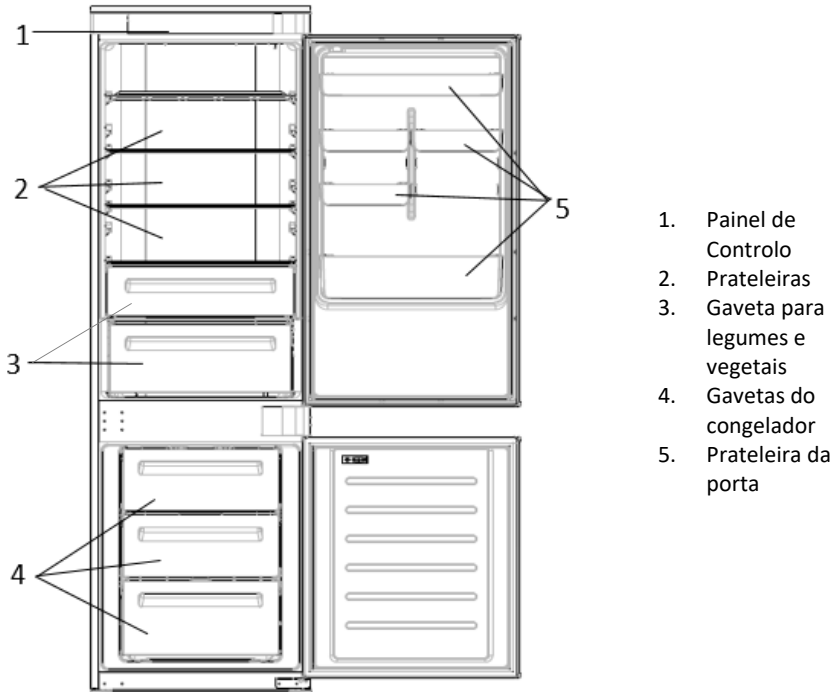 1
2
3
4
5
1. Painel de
Controlo
2. Prateleiras
3. Gaveta para
legumes e
vegetais
4. Gavetas do
congelador
5. Prateleira da
porta